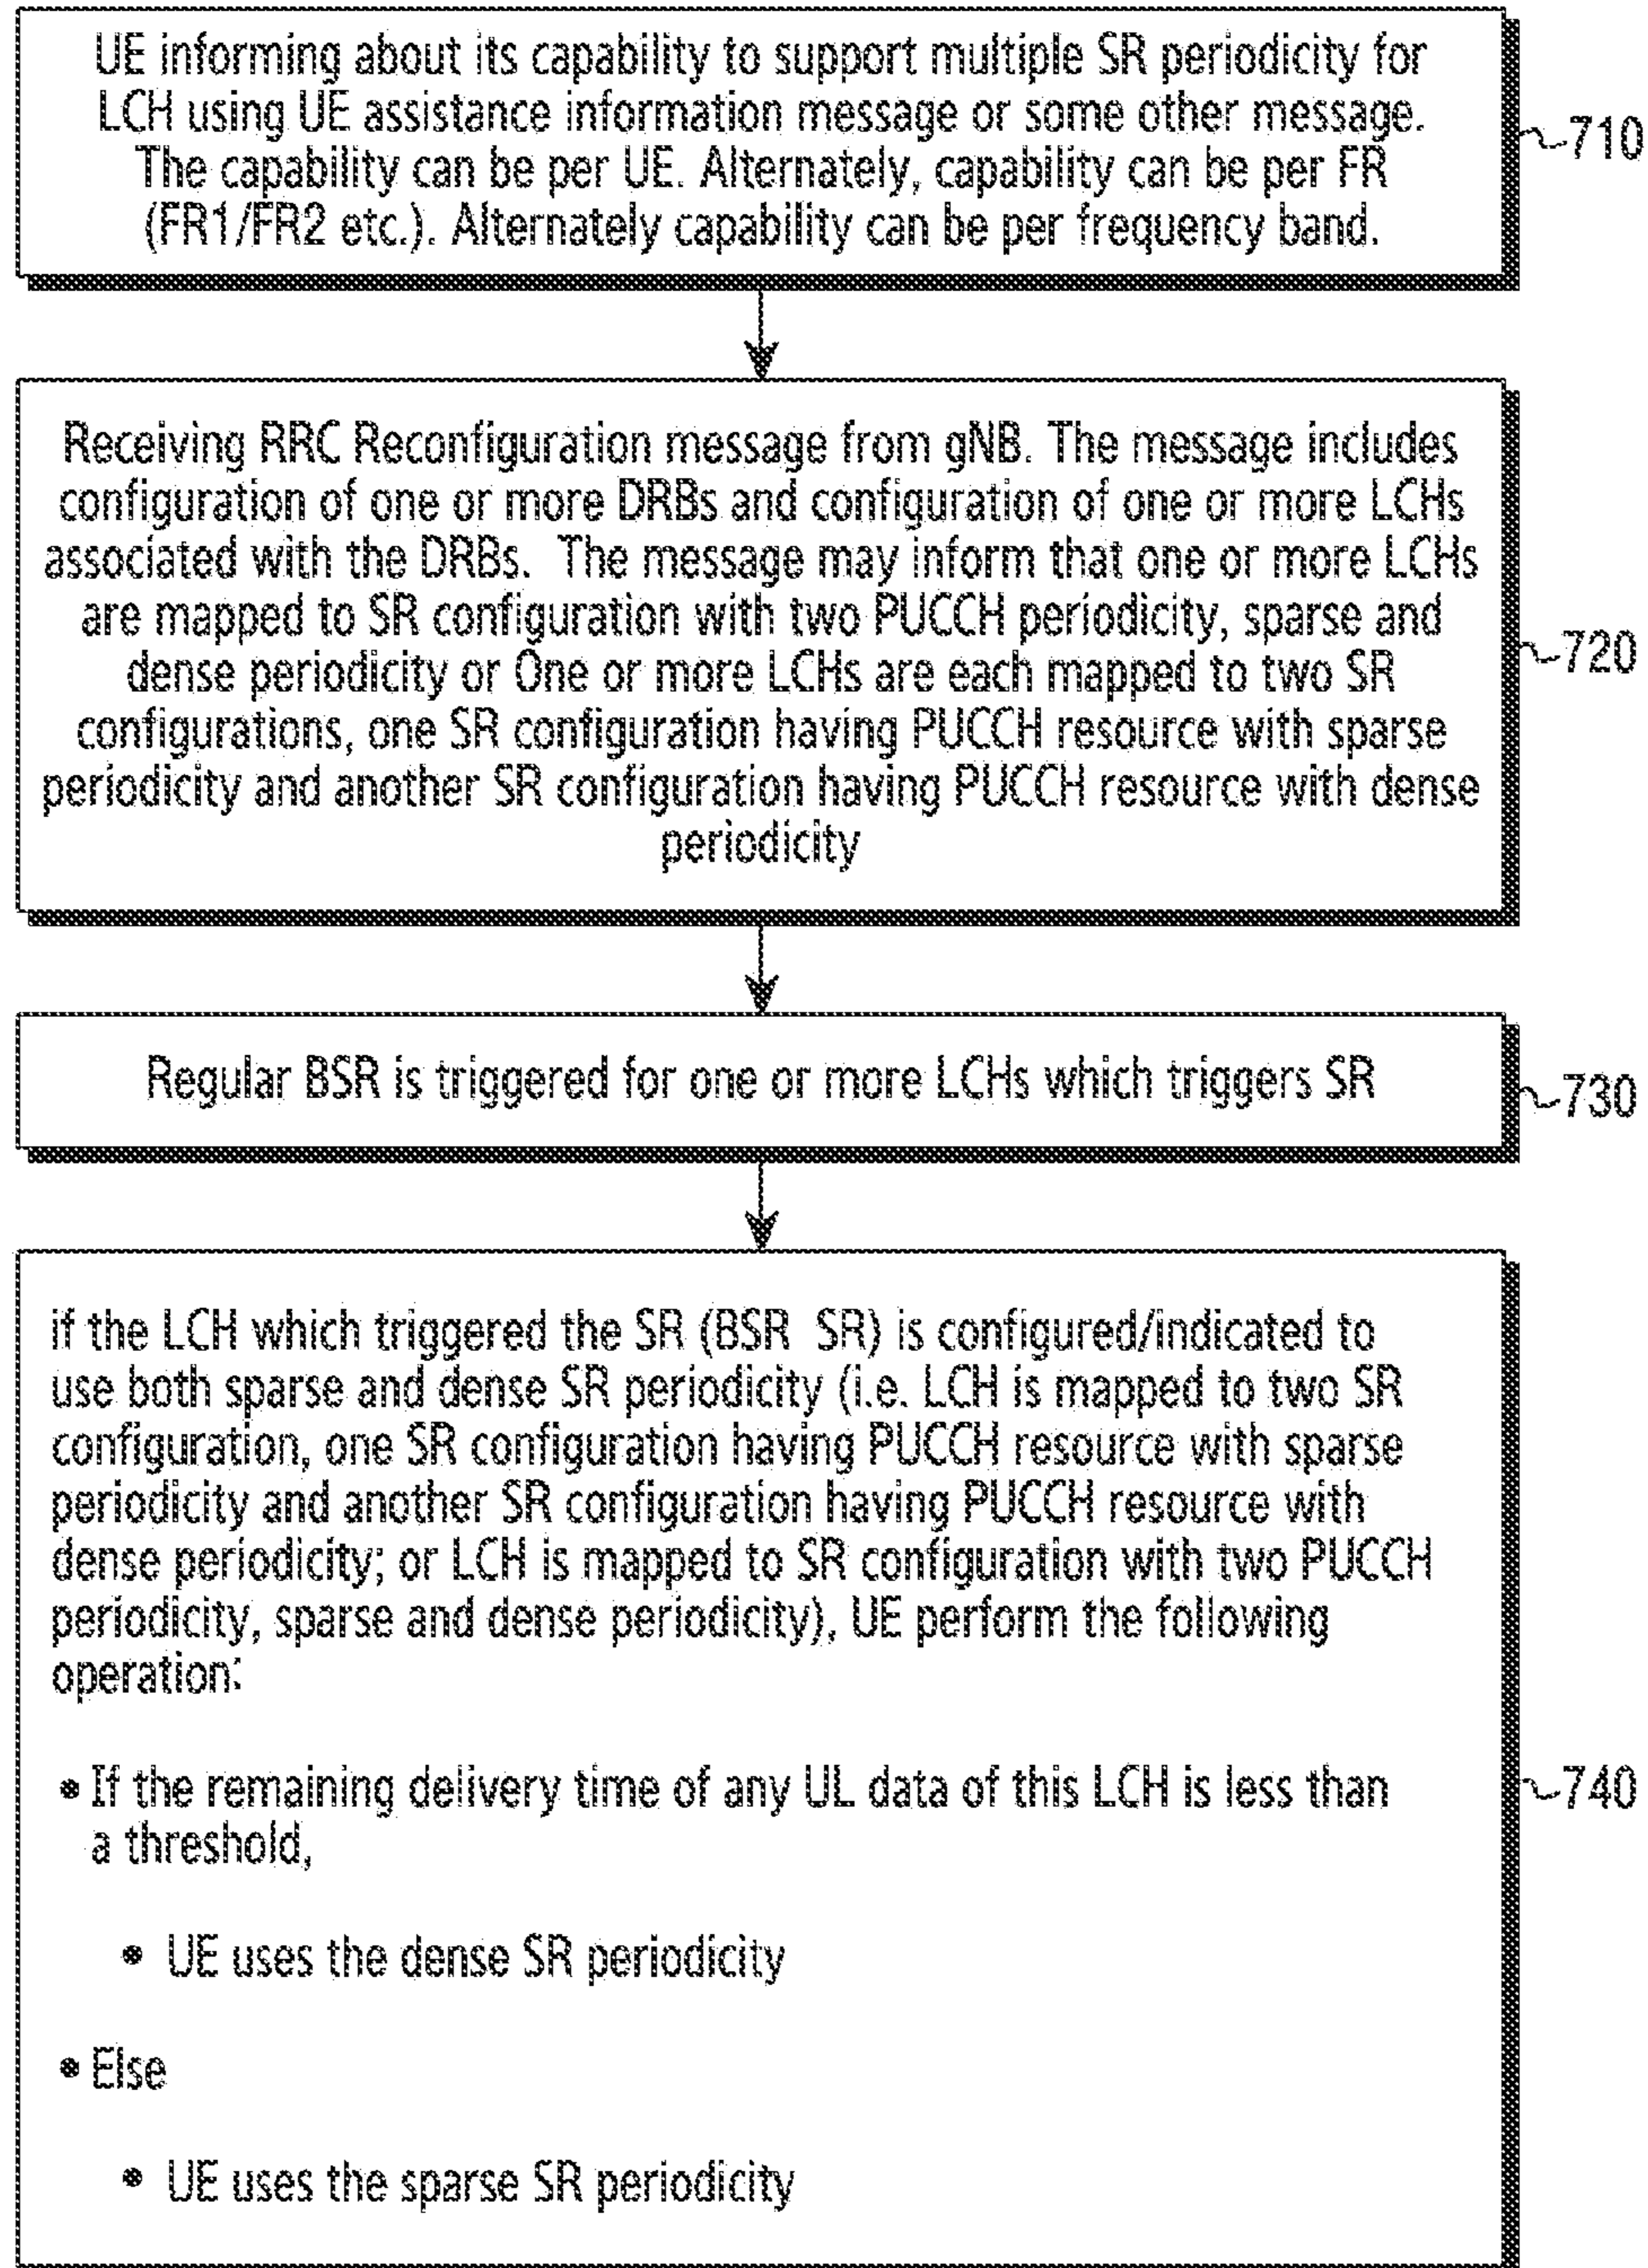 UE informing about its capability to support multiple SR periodicity for
LCH using UE assistance information message or some other message.
The capability can be per UE. Alternately, capability can be per FR
(FR1/FR2 etc.). Alternately capability can be per frequency band.
710
Receiving RRC Reconfiguration message from gNB. The message includes
configuration of one or more DRBs and configuration of one or more LCHs
associated with the DRBs. The message may inform that one or more LCHs
are mapped to SR configuration with two PUCCH periodicity, sparse and
dense periodicity or One or more LCHs are each mapped to two SR
configurations, one SR configuration having PUCCH resource with sparse
periodicity and another SR configuration having PUCCH resource with dense
periodicity
720
Regular BSR is triggered for one or more LCHs which triggers SR
730
if the LCH which triggered the SR (BSR SR) is configured/indicated to
use both sparse and dense SR periodicity (i.e. LCH is mapped to two SR
configuration, one SR configuration having PUCCH resource with sparse
periodicity and another SR configuration having PUCCH resource with
dense periodicity; or LCH is mapped to SR configuration with two PUCCH
periodicity, sparse and dense periodicity), UE perform the following
operation:
• If the remaining delivery time of any UL data of this LCH is less than
a threshold,
• UE uses the dense SR periodicity
• Else
• UE uses the sparse SR periodicity
740